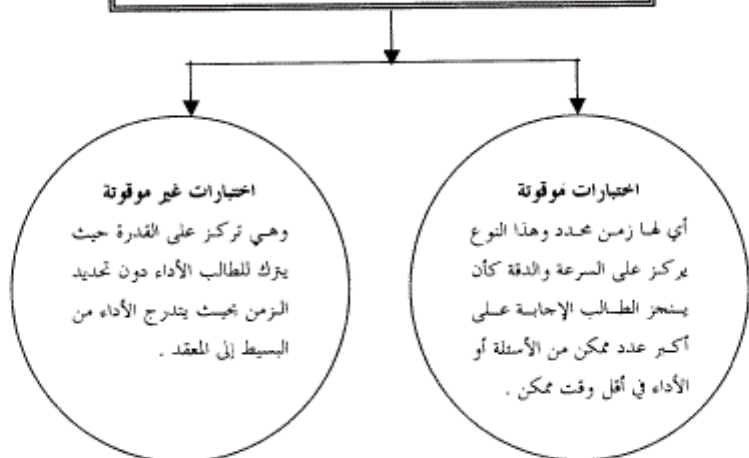 اختبارات موقوتة
أي لها زمن محدد وهذا النوع
يركز على السرعة والدقة كأن
ينجز الطالب الإجابة على
أكبر عدد ممكن من الأسئلة أو
الأداء في أقل وقت ممكن .
اختبارات غير موقوتة
وهي تركز على القدرة حيث
يترك للطالب الأداء دون تحديد
الزمن بحيث يتدرج الأداء من
البسيط إلى المعقد .